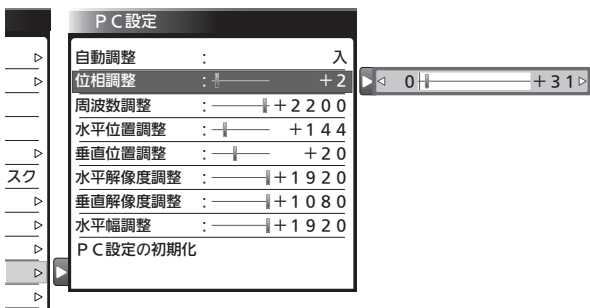 ＰＣ設定
自動調整 : 入
位相調整 : ＋２
周波数調整 : ＋２２００
水平位置調整 : ＋１４４
垂直位置調整 : ＋２０
水平解像度調整 : ＋１９２０
垂直解像度調整 : ＋１０８０
水平幅調整 : ＋１９２０
ＰＣ設定の初期化
スク
０ ＋３１